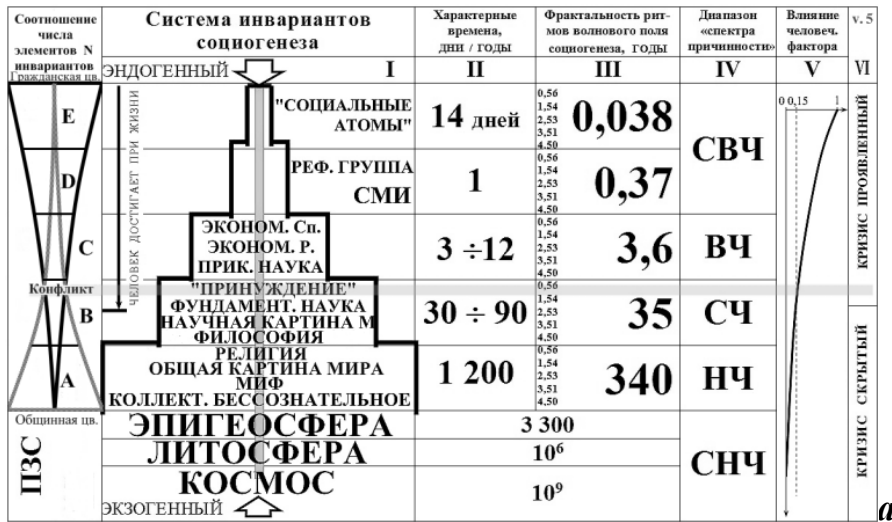 Соотношение
числа
элементов N
инвариантов
Гражданская цв.
Система инвариантов
социогенеза
Характерные
времена,
ДНИ / ГОДЫ
Фрактальность рит-
мов волнового поля
социогенеза, ГОДЫ
Диапазон
«спектра
причинности»
Влияние
человеч.
фактора
v. 5
ЭНДОГЕННЫЙ
I
II
III
IV
V
VI
E
D
C
Конфликт
B
A
Общинная цв.
ПЗС
ЧЕЛОВЕК ДОСТИГАЕТ ПРИ ЖИЗНИ
"СОЦИАЛЬНЫЕ
АТОМЫ"
14 дней
0,56
1,54
2,53
3,51
4.50
0,038
СВЧ
РЕФ. ГРУППА
СМИ
1
0,56
1,54
2,53
3,51
4.50
0,37
ЭКОНОМ. Сп.
ЭКОНОМ. Р.
ПРИК. НАУКА
3 ÷12
0,56
1,54
2,53
3,51
4,50
3,6
ВЧ
"ПРИНУЖДЕНИЕ"
ФУНДАМЕНТ. НАУКА
НАУЧНАЯ КАРТИНА М
ФИЛОСОФИЯ
30 ÷ 90
0,56
1,54
2,53
3,51
4,50
35
СЧ
РЕЛИГИЯ
ОБЩАЯ КАРТИНА МИРА
МИФ
КОЛЛЕКТ. БЕССОЗНАТЕЛЬНОЕ
1 200
0,56
1,54
2,53
3,51
4,50
340
НЧ
ЭПИГЕОСФЕРА
3 300
ЛИТОСФЕРА
10⁶
КОСМОС
10⁹
СНЧ
ЭКЗОГЕННЫЙ
0 0,15 1
КРИЗИС ПРОЯВЛЕННЫЙ
КРИЗИС СКРЫТЫЙ
а